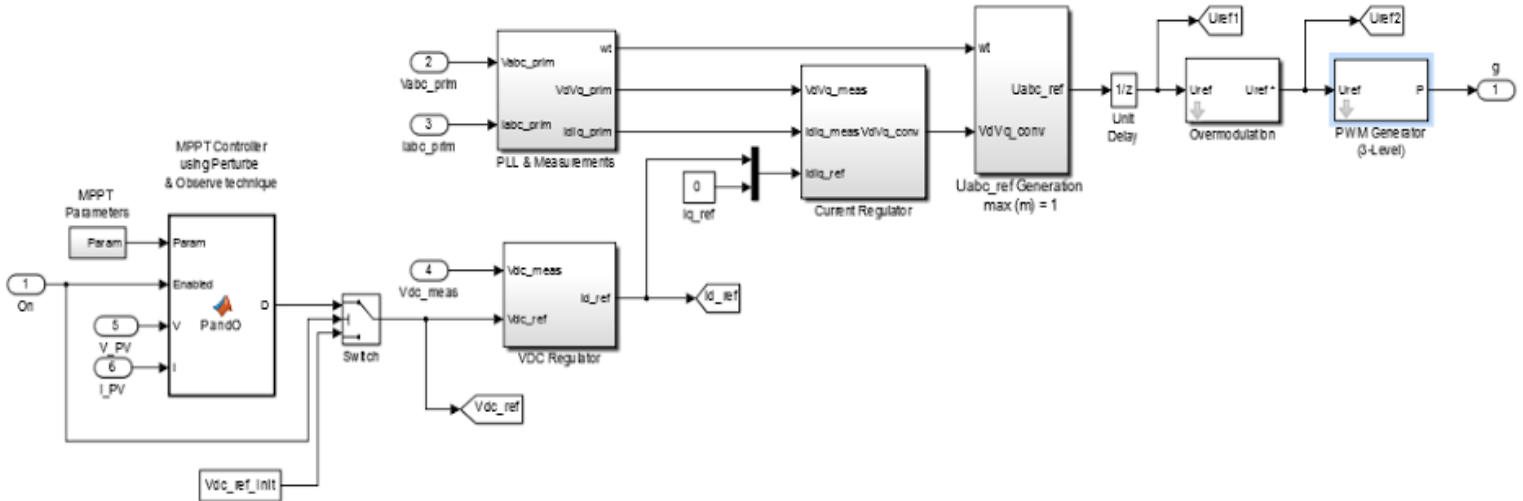 Uref1
Uref2
wt
wt
2
Vabc_prim
Vabc_prim
VdVq_prim
VdVq_meas
Uabc_ref
1/z
Uref
Uref*
Uref
P
g
1
3
Iabc_prim
Iabc_prim
IdIq_prim
IdIq_meas
VdVq_conv
VdVq_conv
Unit
Delay
Overmodulation
PWM Generator
(3-Level)
PLL & Measurements
MPPT Controller
using Perturbe
& Observe technique
IdIq_ref
0
Iq_ref
Current Regulator
Uabc_ref Generation
max (m) = 1
MPPT
Parameters
Param
Param
4
Vdc_meas
Vdc_meas
1
On
Enabled
PandO
D
Id_ref
Id_ref
5
V_PV
V
Switch
Vdc_ref
VDC Regulator
6
I_PV
I
Vdc_ref
Vdc_ref_Init